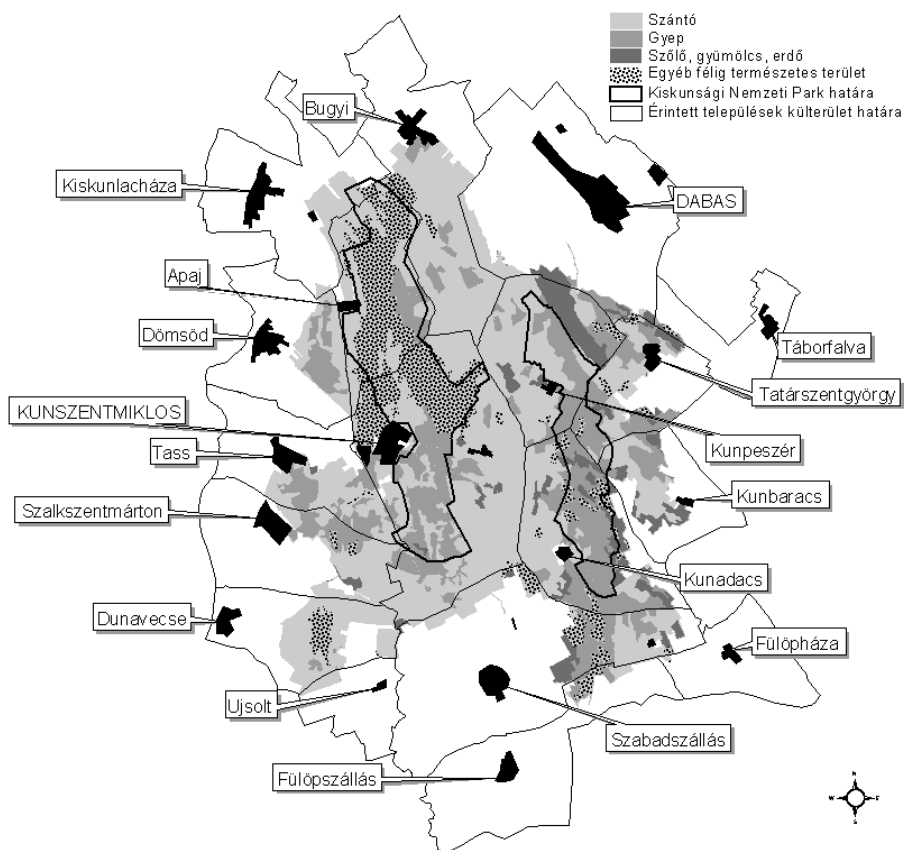 Szántó
Gyep
Szőlő, gyümölcs, erdő
Egyéb félig természetes terület
Kiskunsági Nemzeti Park határa
Érintett települések külterület határa
Bugyi
Kiskunlacháza
DABAS
Apaj
Dömsöd
Táborfalva
Tatárszentgyörgy
KUNSZENTMIKLOS
Kunpeszér
Tass
Kunbaracs
Szalkszentmárton
Kunadacs
Dunavecse
Fülöpháza
Ujsolt
Szabadszállás
Fülöpszállás
N
W
E
S